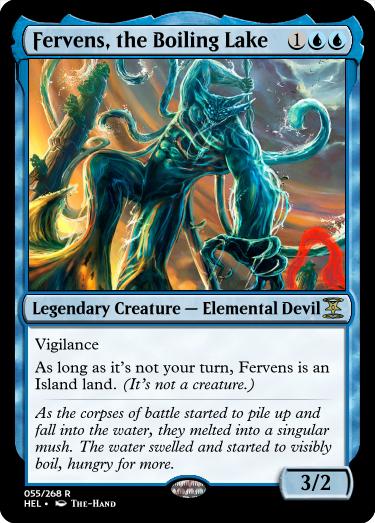 Fervens, the Boiling Lake 1
Legendary Creature — Elemental Devil
Vigilance
As long as it's not your turn, Fervens is an
Island land. (It's not a creature.)
As the corpses of battle started to pile up and
fall into the water, they melted into a singular
mush. The water swelled and started to visibly
boil, hungry for more.
3/2
055/268 R
HEL • The-Hand